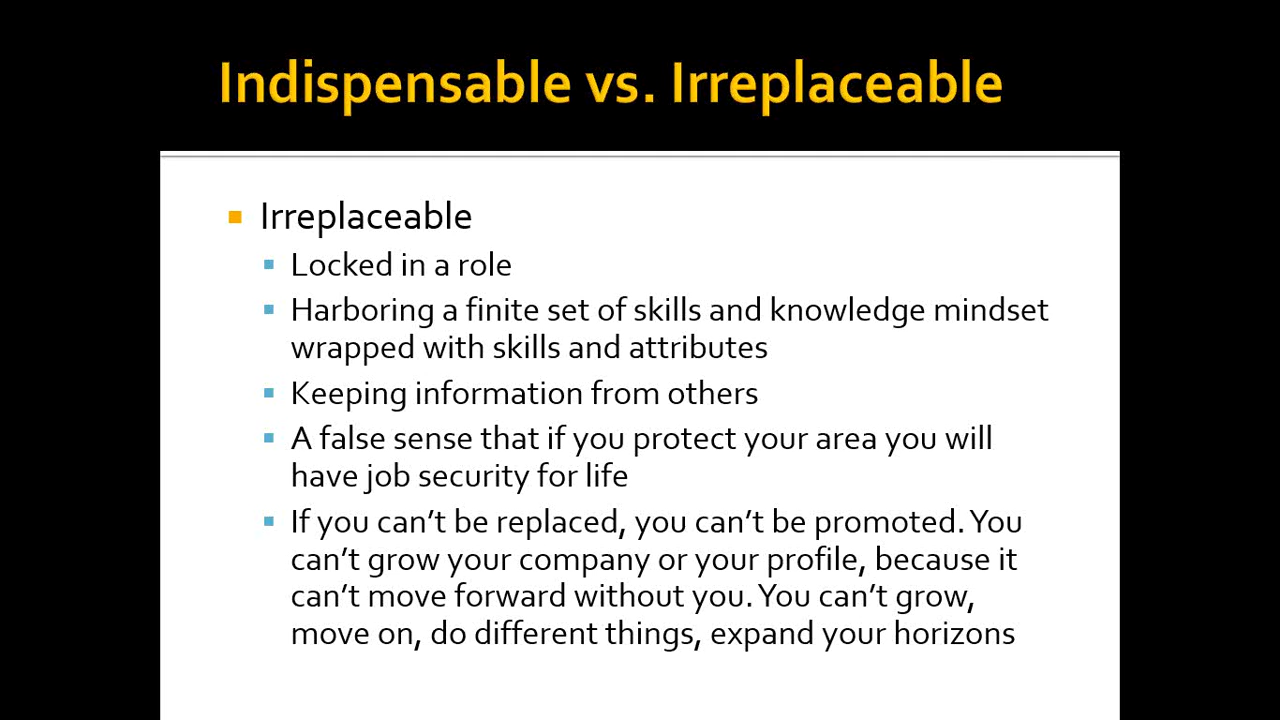 Indispensable vs. Irreplaceable
Irreplaceable
Locked in a role
Harboring a finite set of skills and knowledge mindset
wrapped with skills and attributes
Keeping information from others
A false sense that if you protect your area you will
have job security for life
If you can’t be replaced, you can’t be promoted. You
can’t grow your company or your profile, because it
can’t move forward without you. You can’t grow,
move on, do different things, expand your horizons